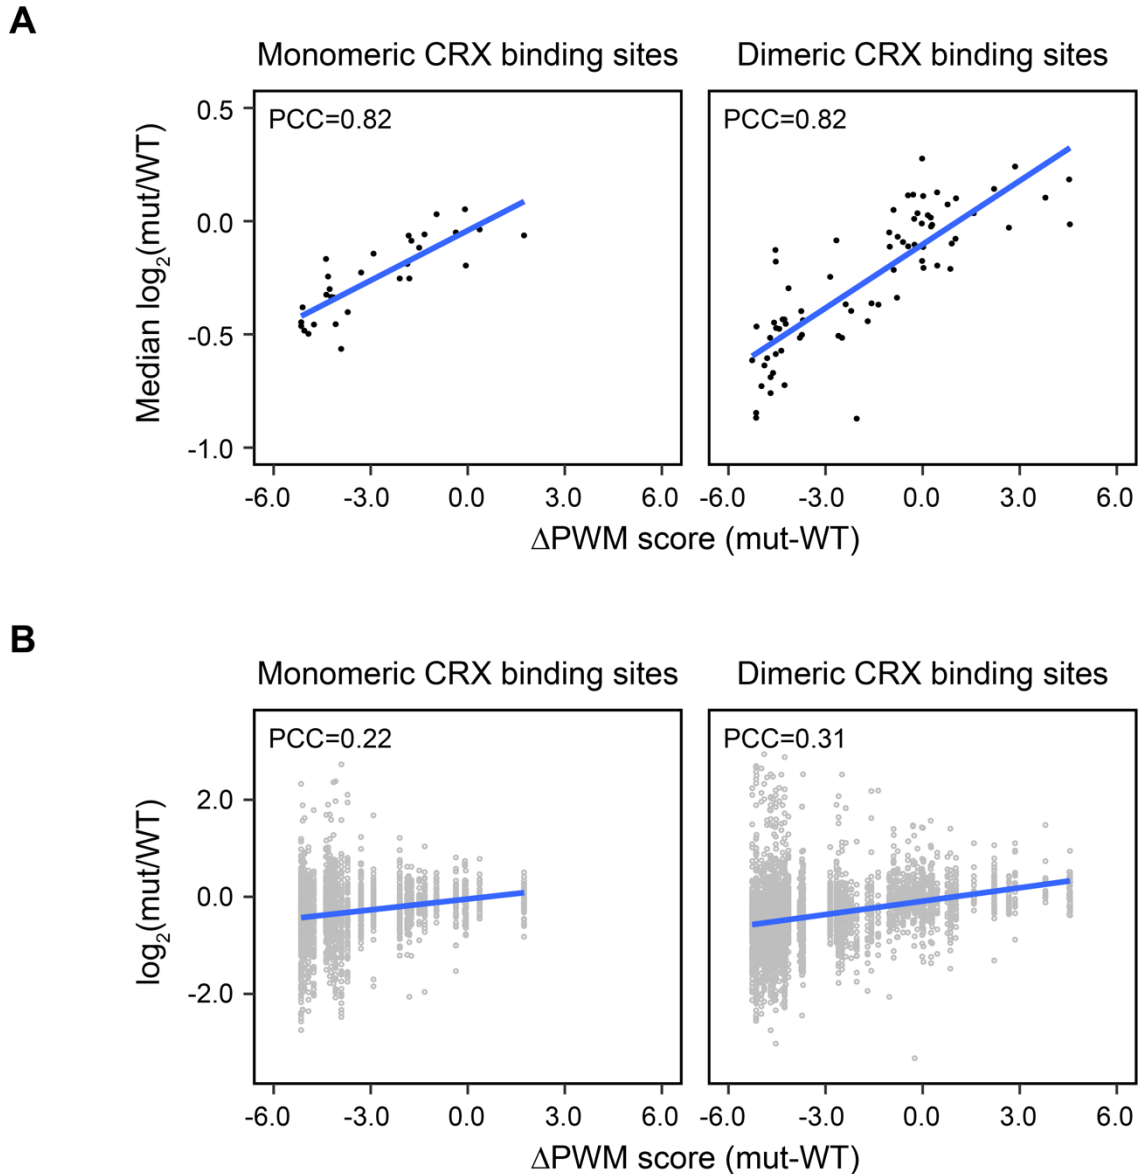 A
Monomeric CRX binding sites
Dimeric CRX binding sites
PCC=0.82
PCC=0.82
Median log₂(mut/WT)
0.5
0.0
-0.5
-1.0
-6.0 -3.0 0.0 3.0 6.0
-6.0 -3.0 0.0 3.0 6.0
ΔPWM score (mut-WT)
B
Monomeric CRX binding sites
Dimeric CRX binding sites
PCC=0.22
PCC=0.31
log₂(mut/WT)
2.0
0.0
-2.0
-6.0 -3.0 0.0 3.0 6.0
-6.0 -3.0 0.0 3.0 6.0
ΔPWM score (mut-WT)